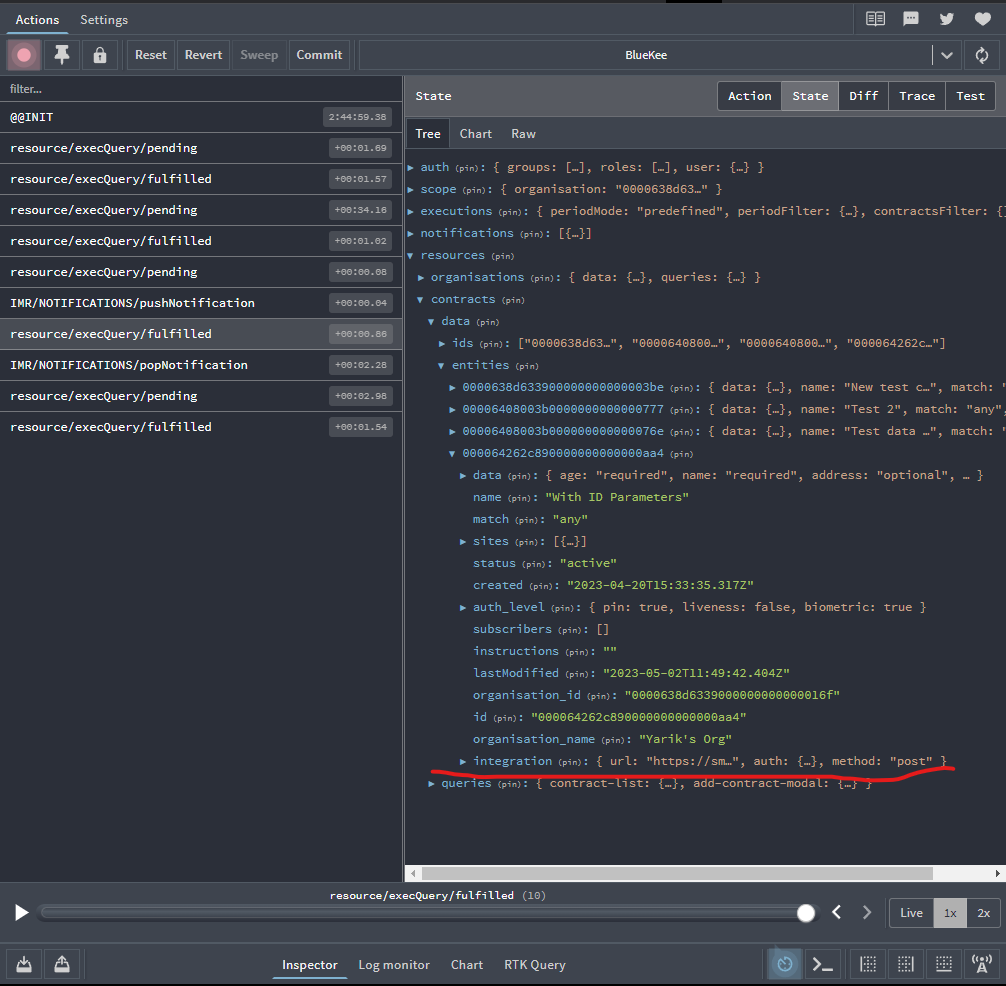 Actions Settings
Reset Revert Sweep Commit BlueKee
filter...
@@INIT 2:44:59.38
resource/execQuery/pending +00:01.69
resource/execQuery/fulfilled +00:01.57
resource/execQuery/pending +00:34.16
resource/execQuery/fulfilled +00:01.02
resource/execQuery/pending +00:00.08
IMR/NOTIFICATIONS/pushNotification +00:00.04
resource/execQuery/fulfilled +00:00.86
IMR/NOTIFICATIONS/popNotification +00:02.28
resource/execQuery/pending +00:02.98
resource/execQuery/fulfilled +00:01.54
State Action State Diff Trace Test
Tree Chart Raw
auth (pin): { groups: […], roles: […], user: {…} }
scope (pin): { organisation: "0000638d63…" }
executions (pin): { periodMode: "predefined", periodFilter: {…}, contractsFilter: {]
notifications (pin): [{…}]
resources (pin)
organisations (pin): { data: {…}, queries: {…} }
contracts (pin)
data (pin)
ids (pin): ["0000638d63…", "0000640800…", "0000640800…", "000064262c…"]
entities (pin)
0000638d63390000000000003be (pin): { data: {…}, name: "New test c…", match: "
00006408003b0000000000000777 (pin): { data: {…}, name: "Test 2", match: "any",
00006408003b000000000000076e (pin): { data: {…}, name: "Test data …", match: "
000064262c890000000000000aa4 (pin)
data (pin): { age: "required", name: "required", address: "optional", … }
name (pin): "With ID Parameters"
match (pin): "any"
sites (pin): [{…}]
status (pin): "active"
created (pin): "2023-04-20T15:33:35.317Z"
auth_level (pin): { pin: true, liveness: false, biometric: true }
subscribers (pin): []
instructions (pin): ""
lastModified (pin): "2023-05-02T11:49:42.404Z"
organisation_id (pin): "0000638d6339000000000000016f"
id (pin): "000064262c890000000000000aa4"
organisation_name (pin): "Yarik's Org"
integration (pin): { url: "https://sm…", auth: {…}, method: "post" }
queries (pin): { contract-list: {…}, add-contract-modal: {…} }
resource/execQuery/fulfilled (10)
Live 1x 2x
Inspector Log monitor Chart RTK Query